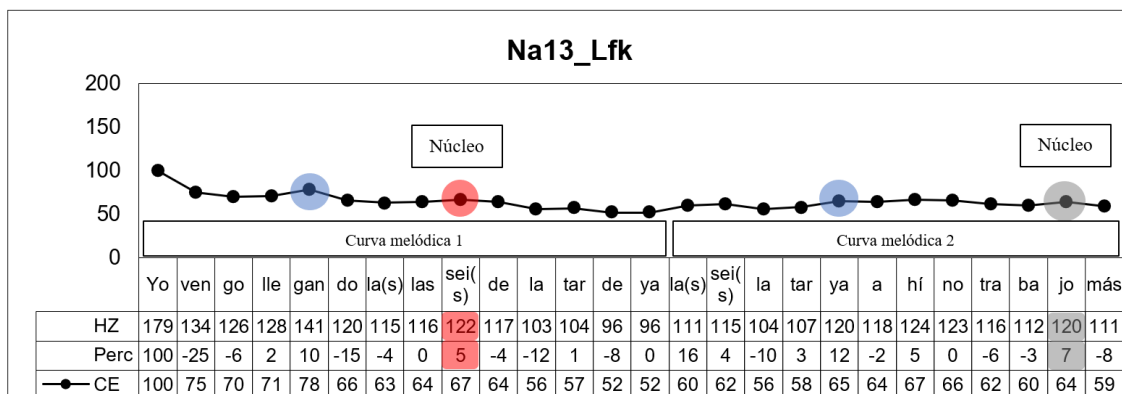 Na13_Lfk
200
150
100
50
0
Núcleo
Núcleo
Curva melódica 1
Curva melódica 2
Yo ven go lle gan do la(s) las sei(s) de la tar de ya la(s) sei(s) la tar ya a hí no tra ba jo más
HZ 179 134 126 128 141 120 115 116 122 117 103 104 96 96 111 115 104 107 120 118 124 123 116 112 120 111
Perc 100 -25 -6 2 10 -15 -4 0 5 -4 -12 1 -8 0 16 4 -10 3 12 -2 5 0 -6 -3 7 -8
CE 100 75 70 71 78 66 63 64 67 64 56 57 52 52 60 62 56 58 65 64 67 66 62 60 64 59